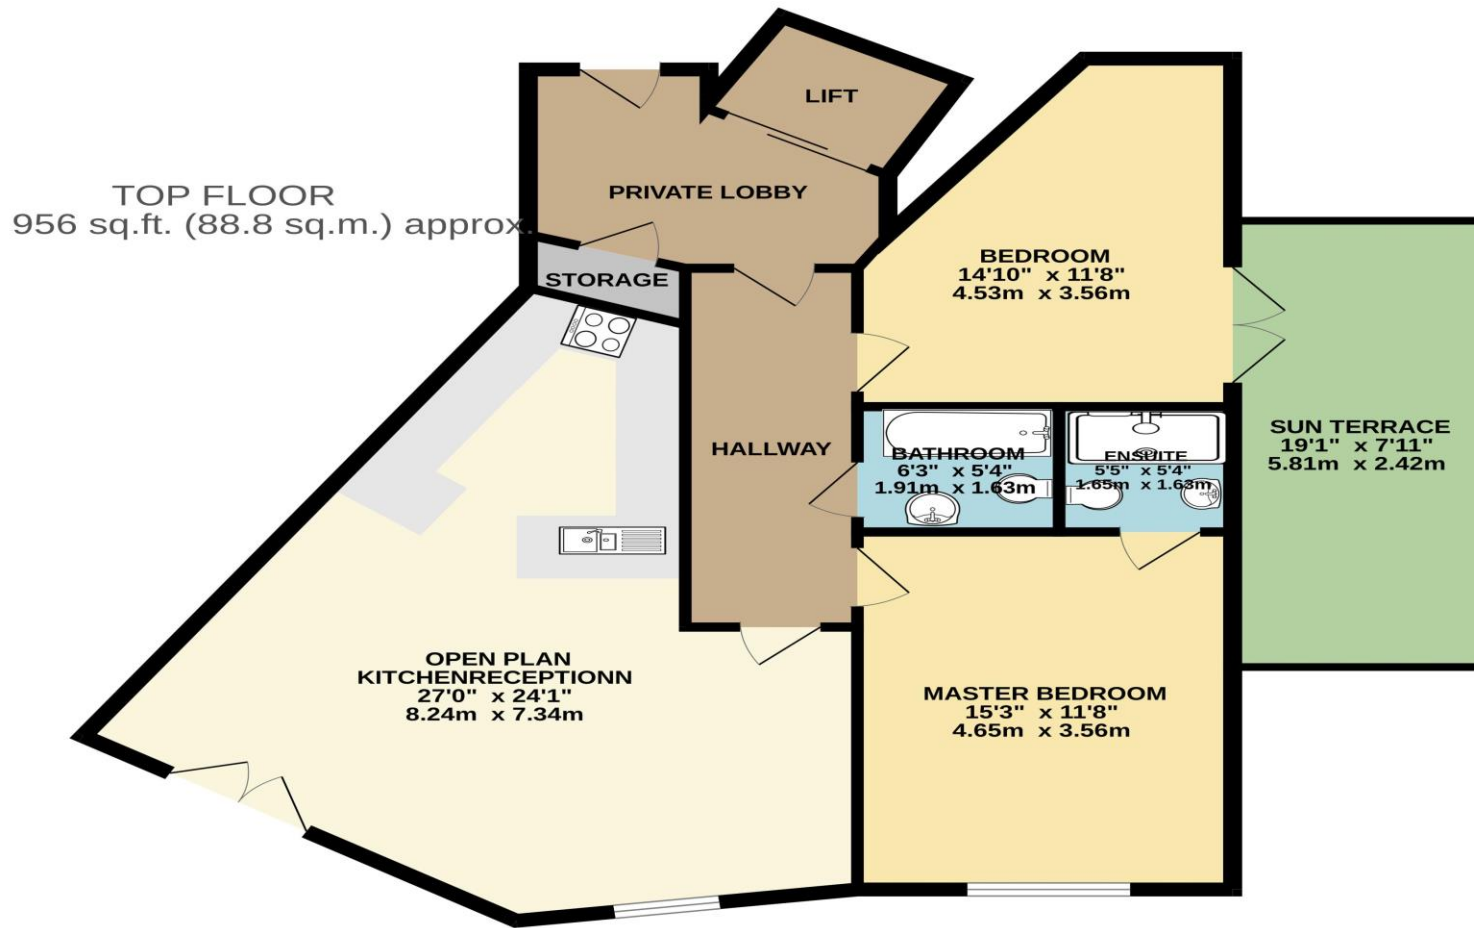 TOP FLOOR
956 sq.ft. (88.8 sq.m.) approx.
LIFT
PRIVATE LOBBY
STORAGE
BEDROOM
14'10" x 11'8"
4.53m x 3.56m
HALLWAY
BATHROOM
6'3" x 5'4"
1.91m x 1.63m
ENSUITE
5'5" x 5'4"
1.65m x 1.63m
SUN TERRACE
19'1" x 7'11"
5.81m x 2.42m
OPEN PLAN
KITCHENRECEPTIONN
27'0" x 24'1"
8.24m x 7.34m
MASTER BEDROOM
15'3" x 11'8"
4.65m x 3.56m